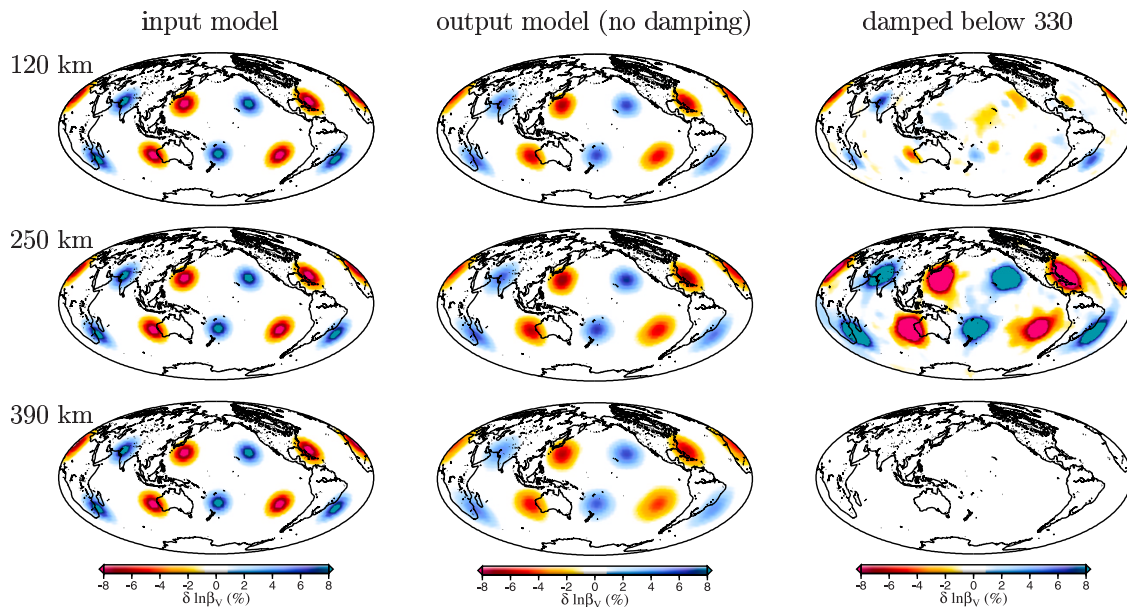 input model
output model (no damping)
damped below 330
120 km
250 km
390 km
-8 -6 -4 -2 0 2 4 6 8
δ lnβV (%)
-8 -6 -4 -2 0 2 4 6 8
δ lnβV (%)
-8 -6 -4 -2 0 2 4 6 8
δ lnβV (%)